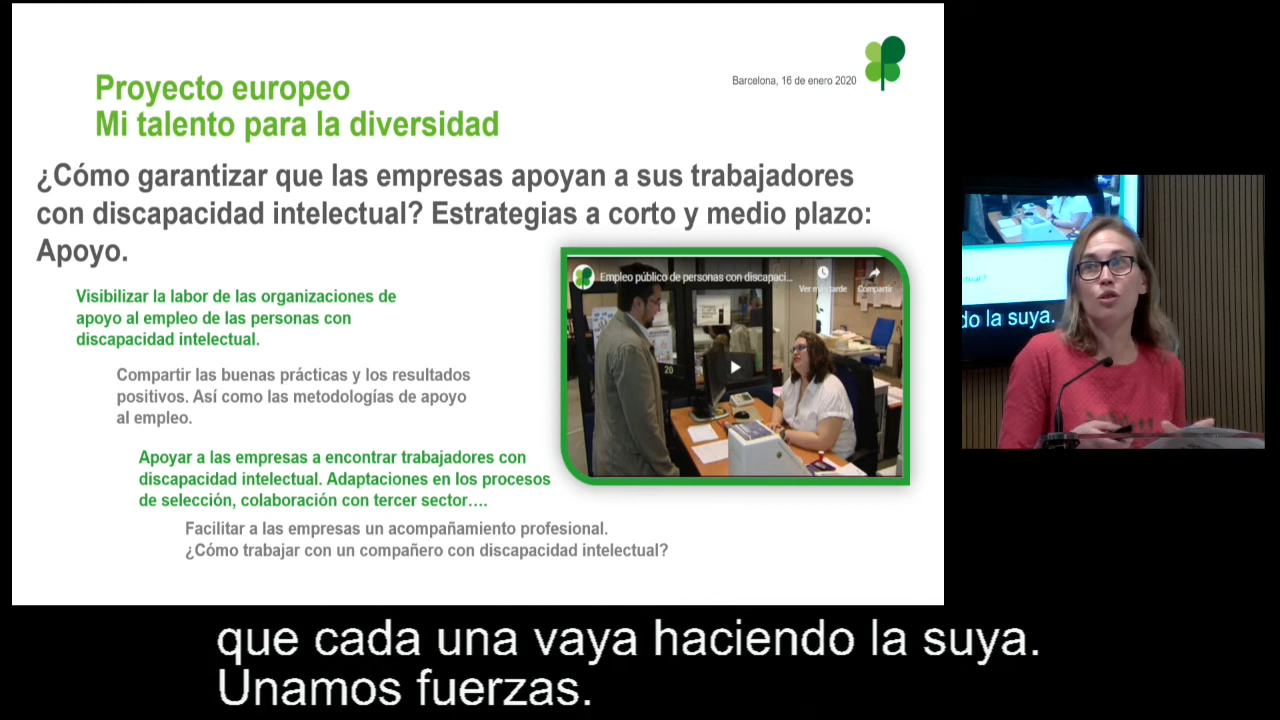 Barcelona, 16 de enero 2020
Proyecto europeo
Mi talento para la diversidad
¿Cómo garantizar que las empresas apoyan a sus trabajadores
con discapacidad intelectual? Estrategias a corto y medio plazo:
Apoyo.
Visibilizar la labor de las organizaciones de
apoyo al empleo de las personas con
discapacidad intelectual.
Compartir las buenas prácticas y los resultados
positivos. Así como las metodologías de apoyo
al empleo.
Apoyar a las empresas a encontrar trabajadores con
discapacidad intelectual. Adaptaciones en los procesos
de selección, colaboración con tercer sector….
Facilitar a las empresas un acompañamiento profesional.
¿Cómo trabajar con un compañero con discapacidad intelectual?
Empleo público de personas con discapaci...
Ver más tarde
Compartir
20
do la suya.
que cada una vaya haciendo la suya.
Unamos fuerzas.